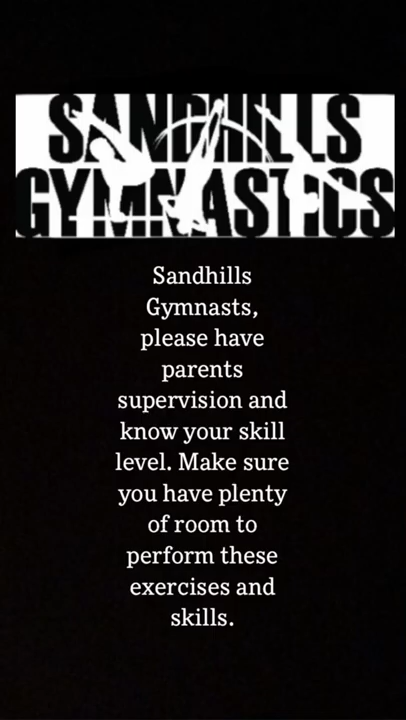 SANDHILLS
GYMNASTICS
Sandhills
Gymnasts,
please have
parents
supervision and
know your skill
level. Make sure
you have plenty
of room to
perform these
exercises and
skills.